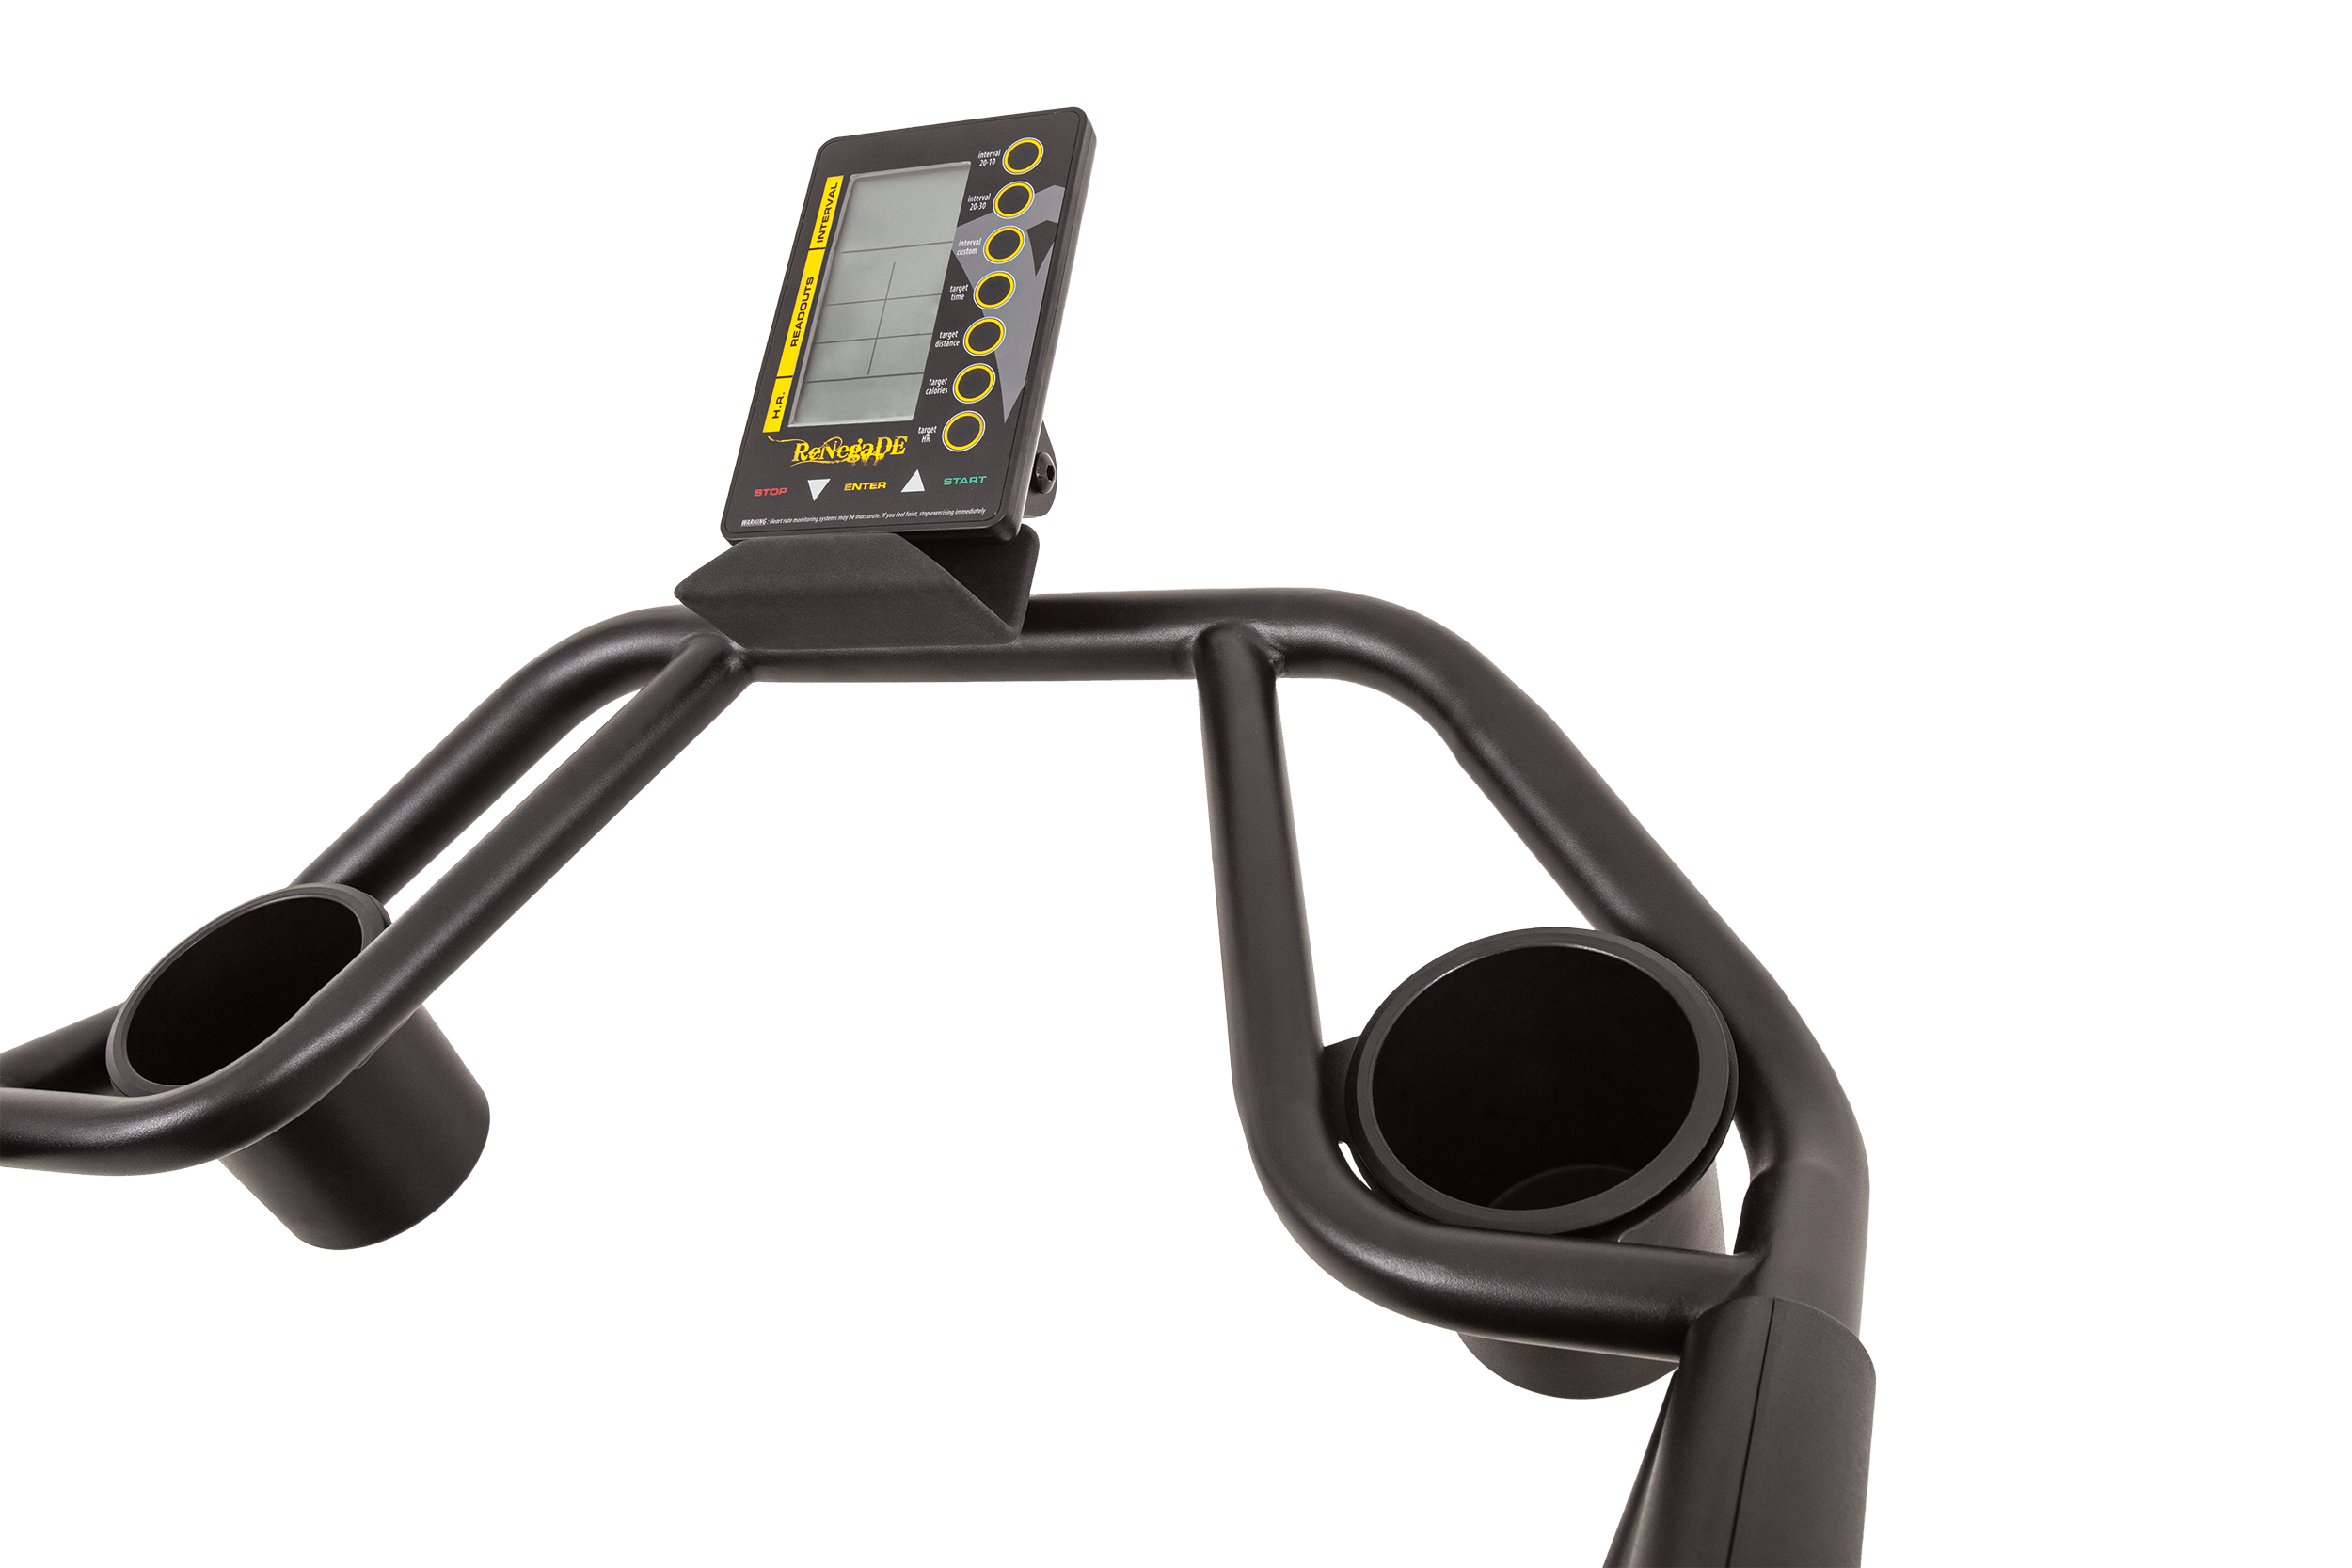 interval
20-10
interval
20-30
interval
custom
target
time
target
distance
target
calories
target
HR
INTERVAL
READOUTS
H.R.
ReNegaDE
STOP ENTER START
WARNING : Heart rate monitoring systems may be inaccurate. If you feel faint, stop exercising immediately